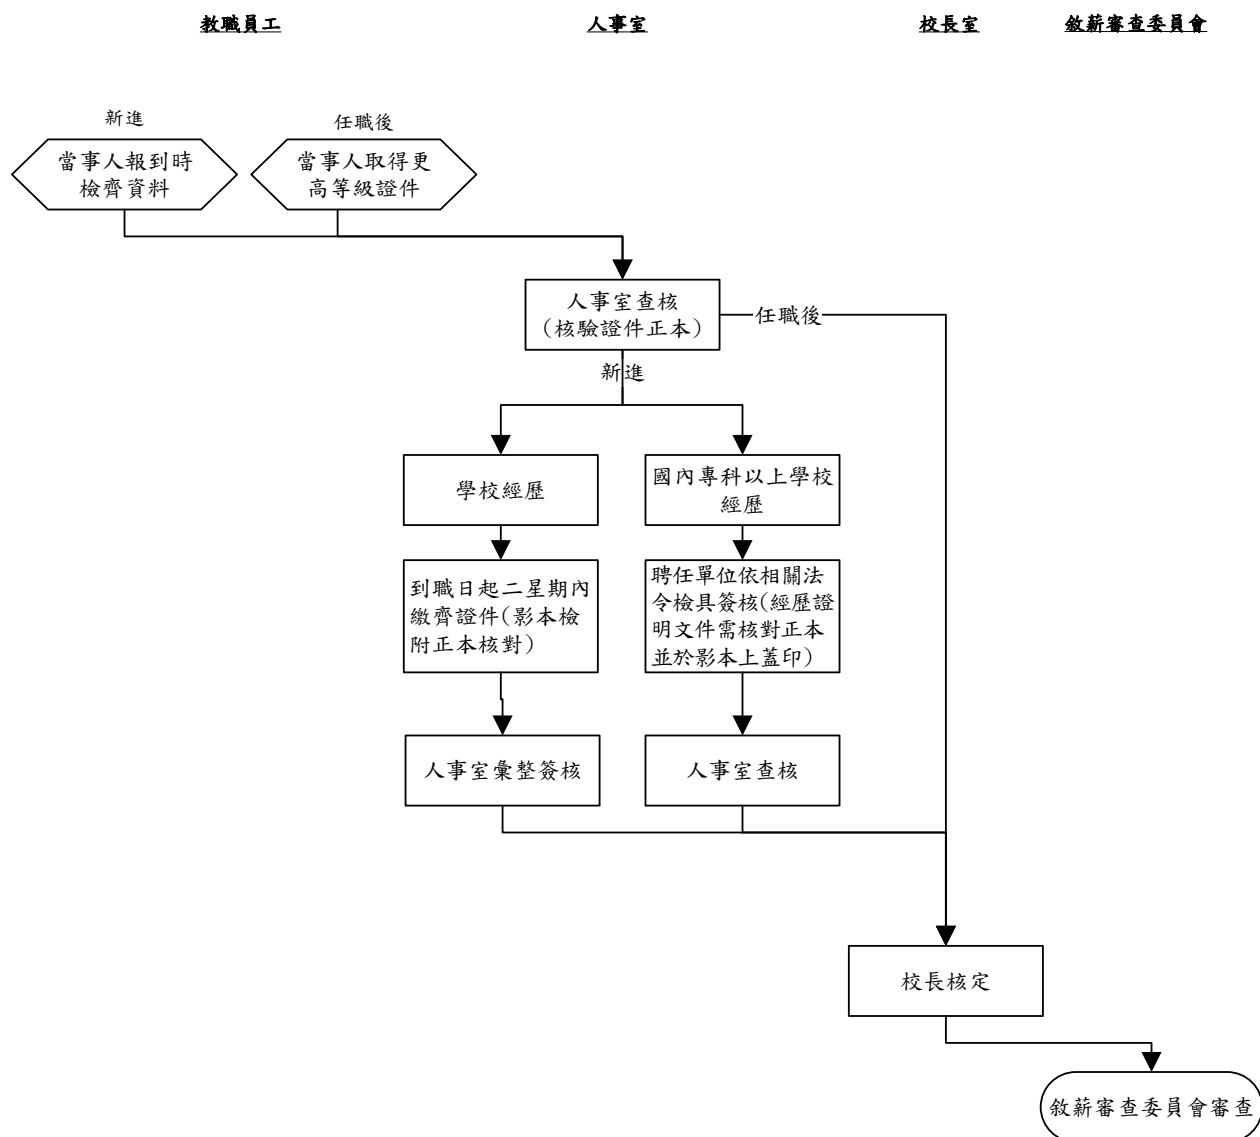 教職員工
人事室
校長室
敘薪審查委員會
新進
任職後
當事人報到時
檢齊資料
當事人取得更
高等級證件
人事室查核
(核驗證件正本)
任職後
新進
學校經歷
國內專科以上學校
經歷
到職日起二星期內
繳齊證件(影本檢
附正本核對)
聘任單位依相關法
令檢具簽核(經歷證
明文件需核對正本
並於影本上蓋印)
人事室彙整簽核
人事室查核
校長核定
敘薪審查委員會審查